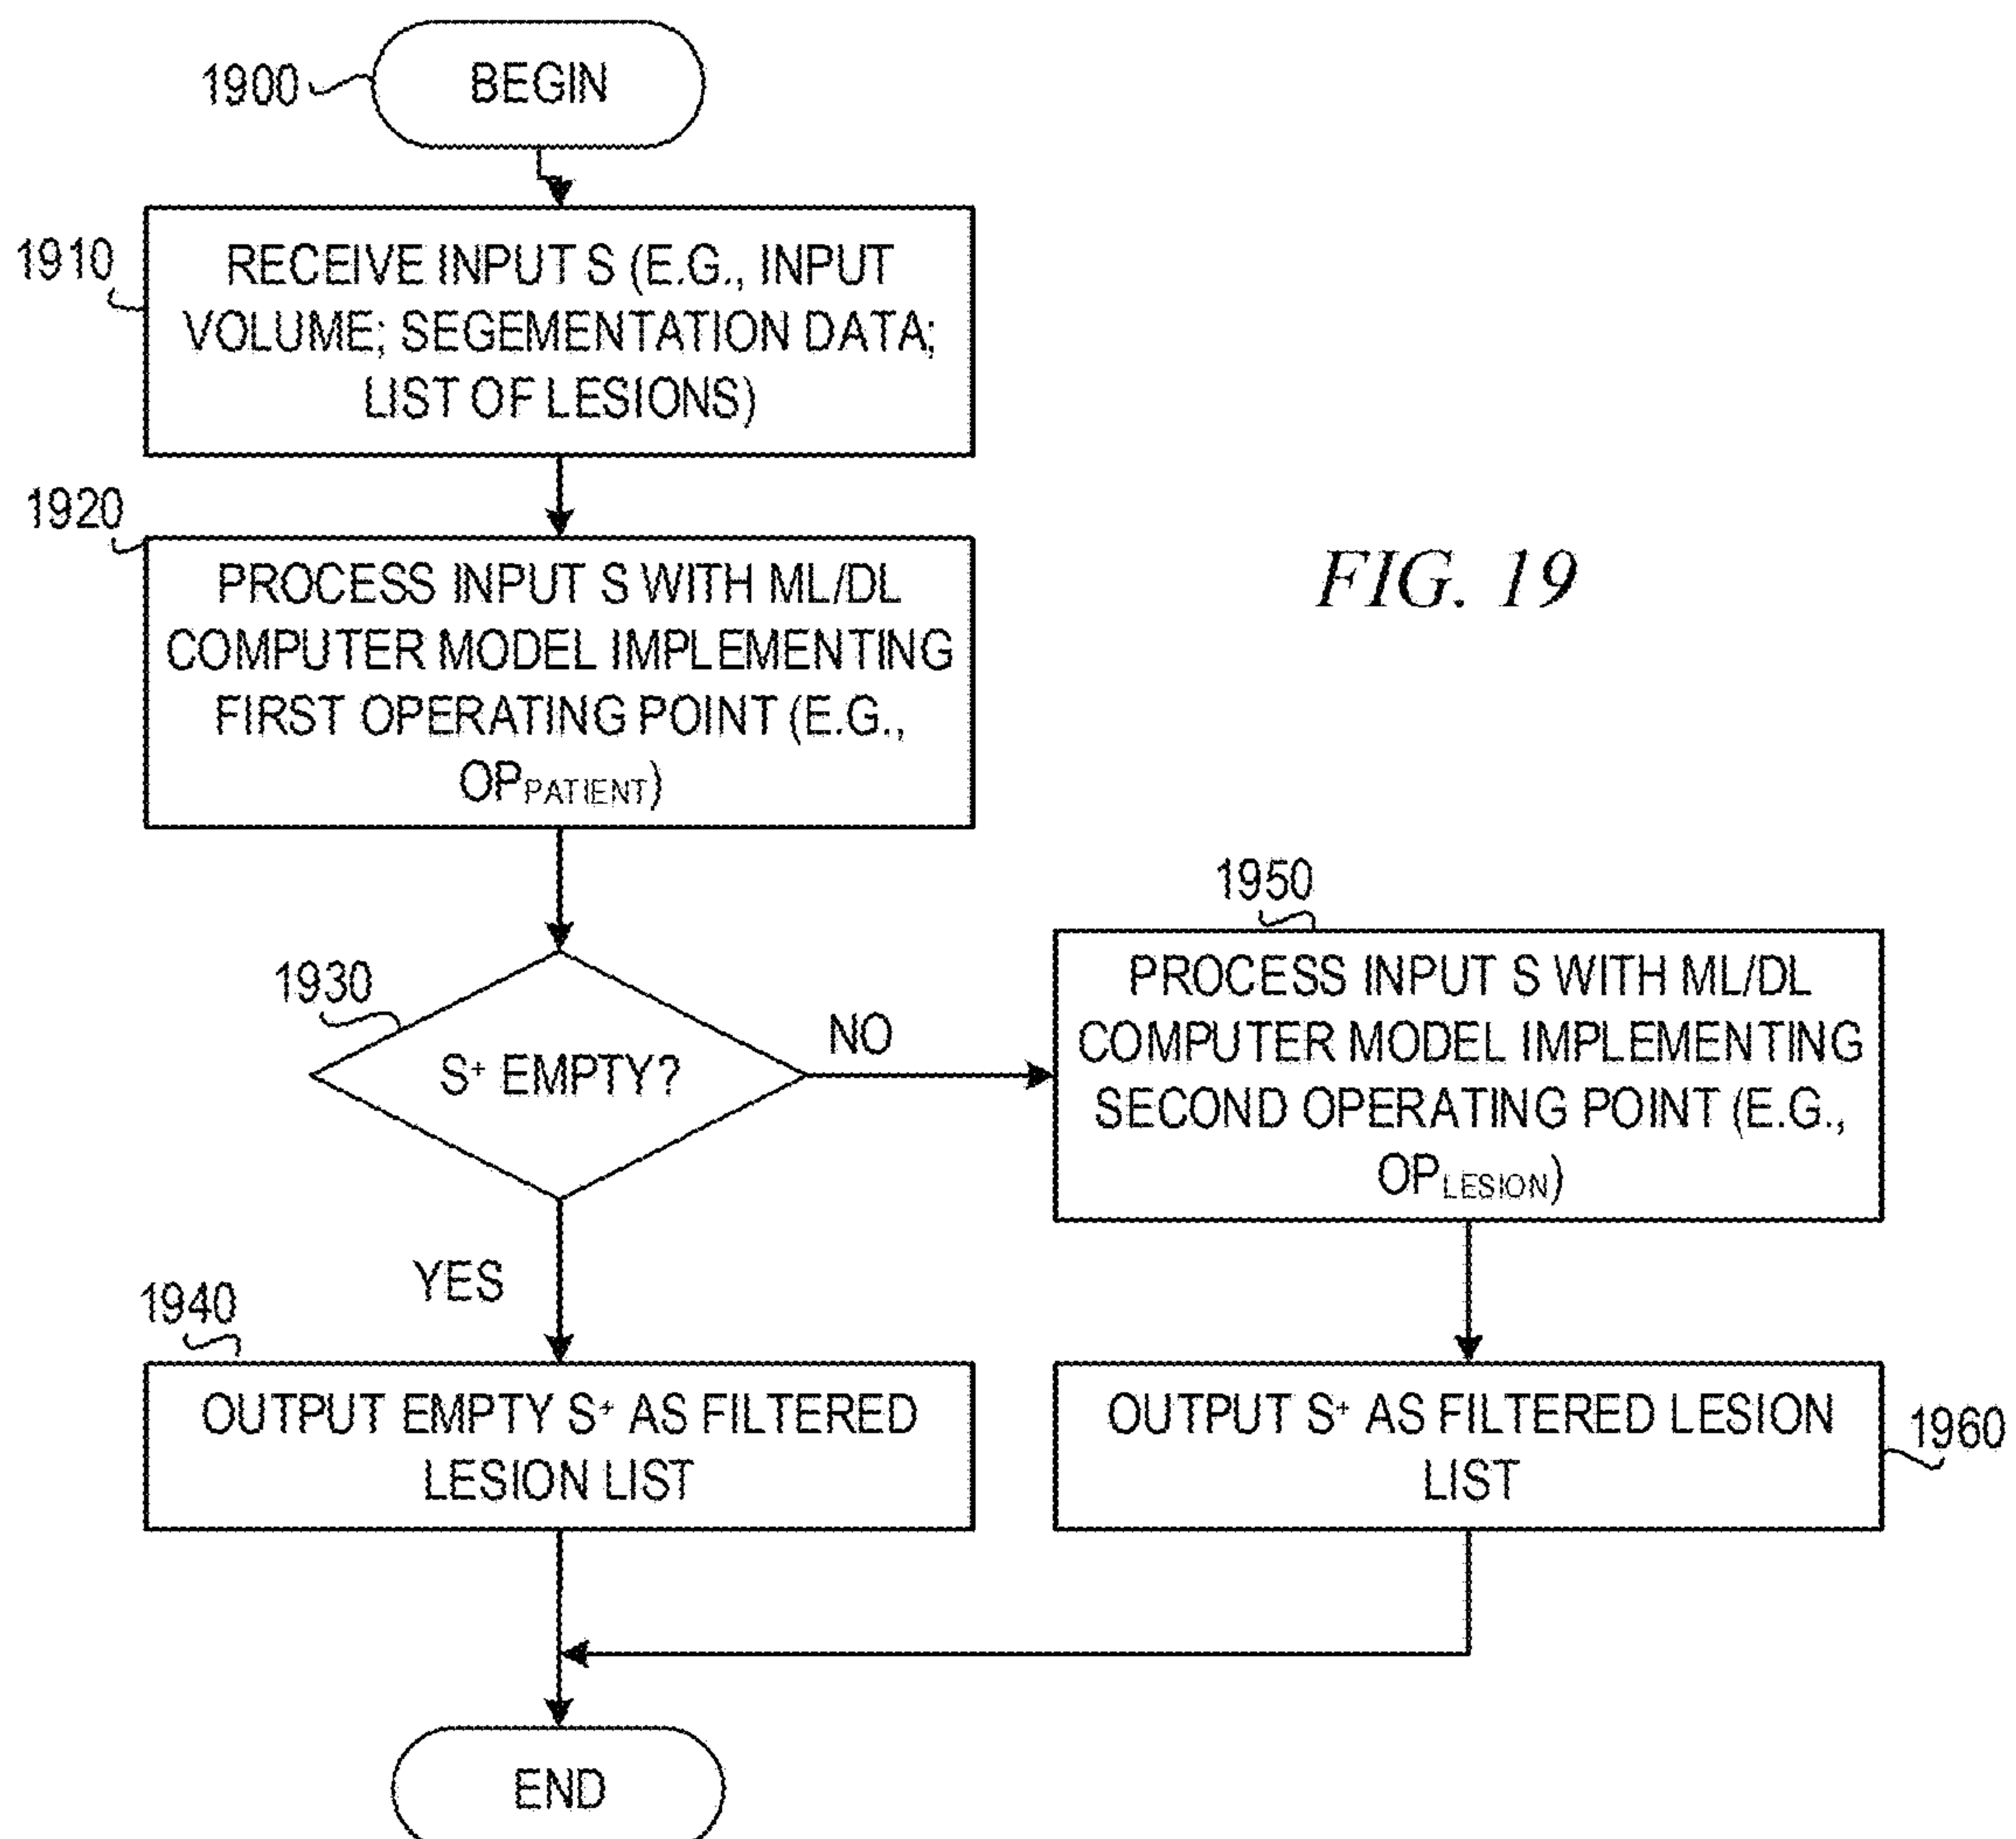 1900
BEGIN
1910
RECEIVE INPUT S (E.G., INPUT
VOLUME; SEGEMENTATION DATA;
LIST OF LESIONS)
1920
PROCESS INPUT S WITH ML/DL
COMPUTER MODEL IMPLEMENTING
FIRST OPERATING POINT (E.G.,
OPPATIENT)
FIG. 19
1930
S+ EMPTY?
NO
YES
1950
PROCESS INPUT S WITH ML/DL
COMPUTER MODEL IMPLEMENTING
SECOND OPERATING POINT (E.G.,
OPLESION)
1940
OUTPUT EMPTY S+ AS FILTERED
LESION LIST
OUTPUT S+ AS FILTERED LESION
LIST
1960
END